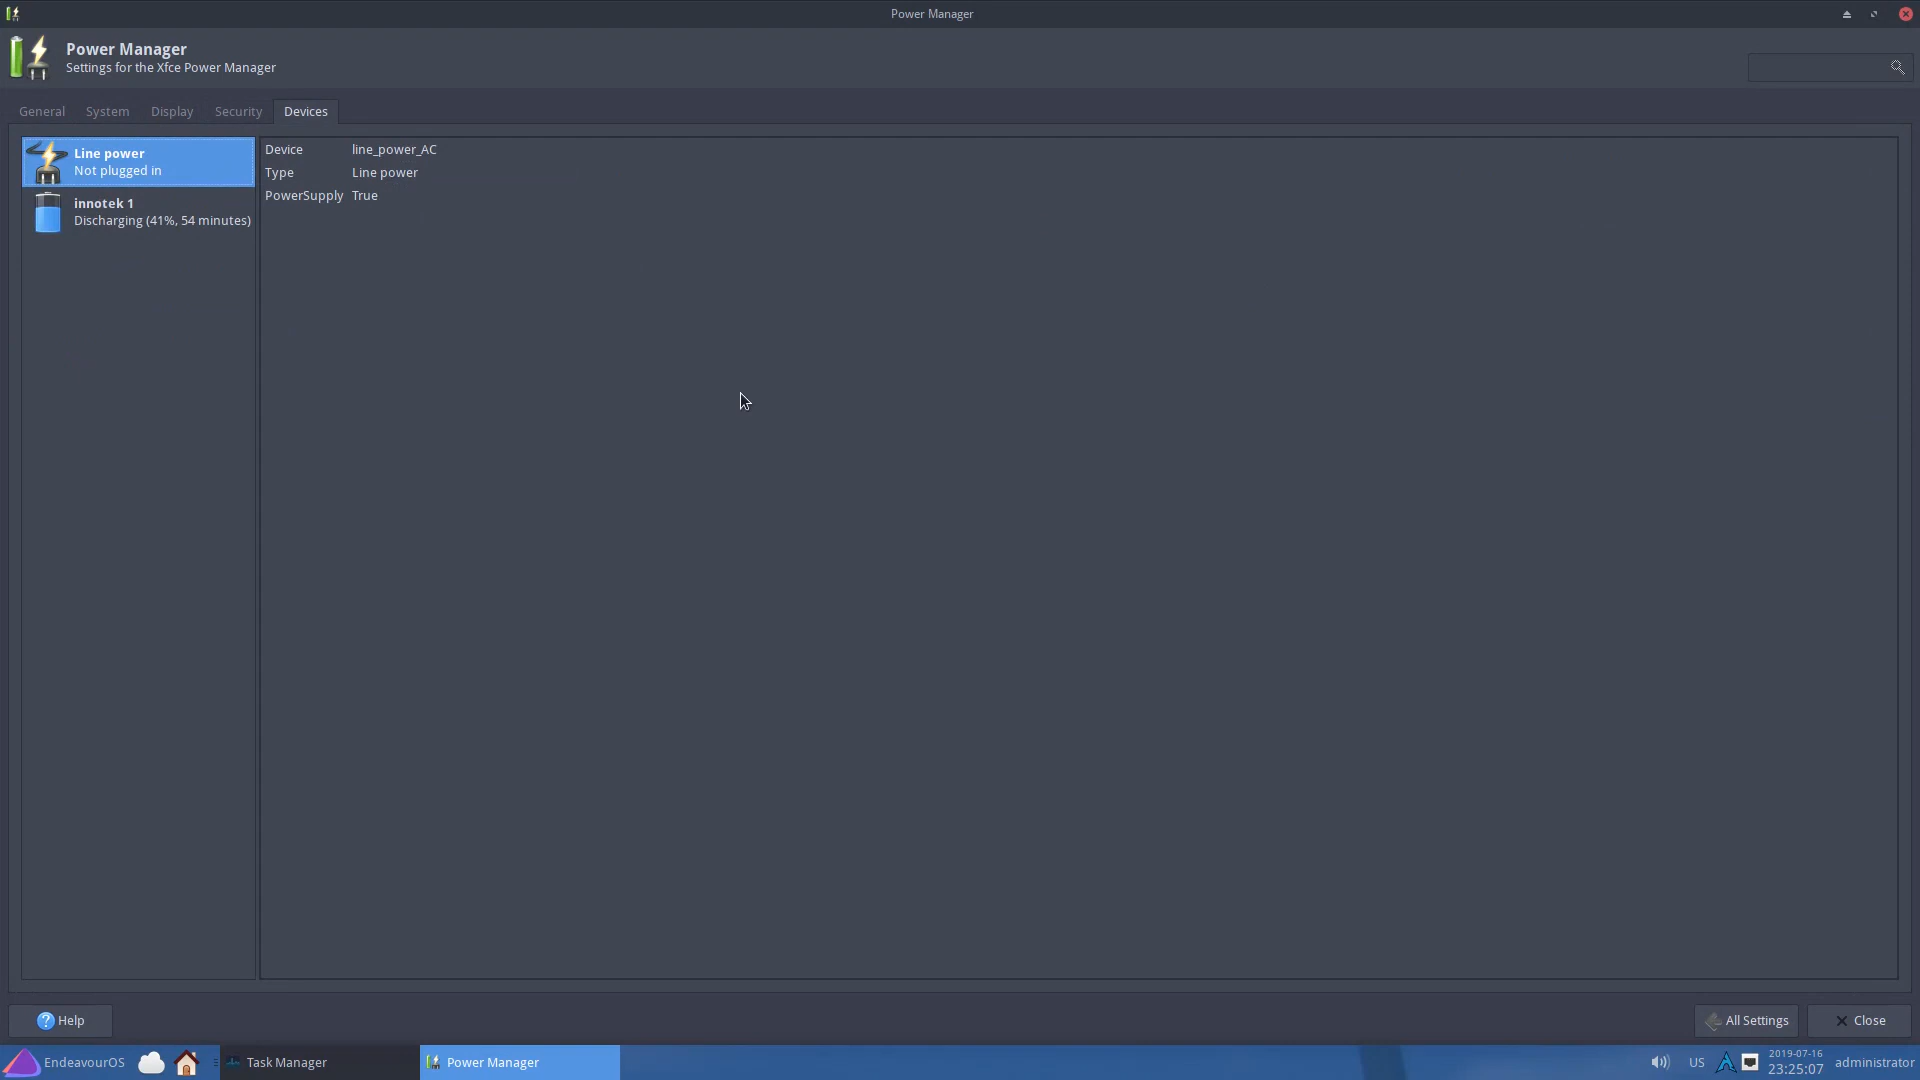 Power Manager
Power Manager
Settings for the Xfce Power Manager
General System Display Security Devices
Line power
Not plugged in
innotek 1
Discharging (41%, 54 minutes)
Device line_power_AC
Type Line power
PowerSupply True
? Help
All Settings
Close
EndeavourOS
Task Manager
Power Manager
US
2019-07-16
23:25:07
administrator